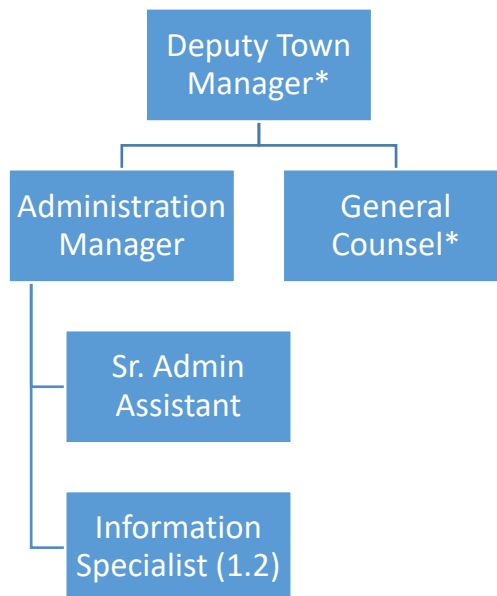 Deputy Town
Manager*
Administration
Manager
General
Counsel*
Sr. Admin
Assistant
Information
Specialist (1.2)